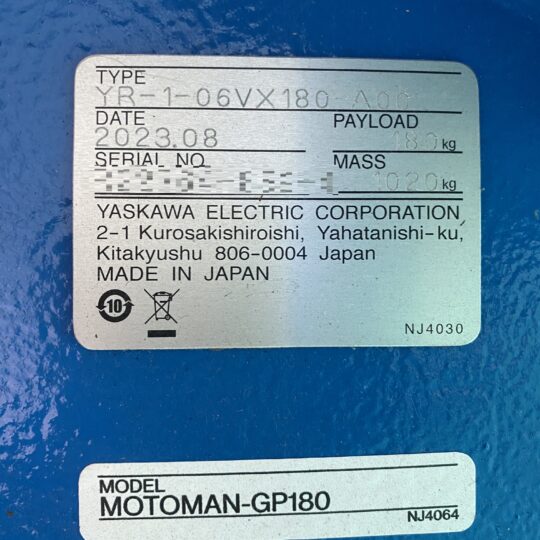 TYPE
YR-1-06VX180-A00
DATE
PAYLOAD
2023.08
180 kg
SERIAL NO.
MASS
1020 kg
YASKAWA ELECTRIC CORPORATION
2-1 Kurosakishiroishi, Yahatanishi-ku,
Kitakyushu 806-0004 Japan
MADE IN JAPAN
10
NJ4030
MODEL
MOTOMAN-GP180
NJ4064